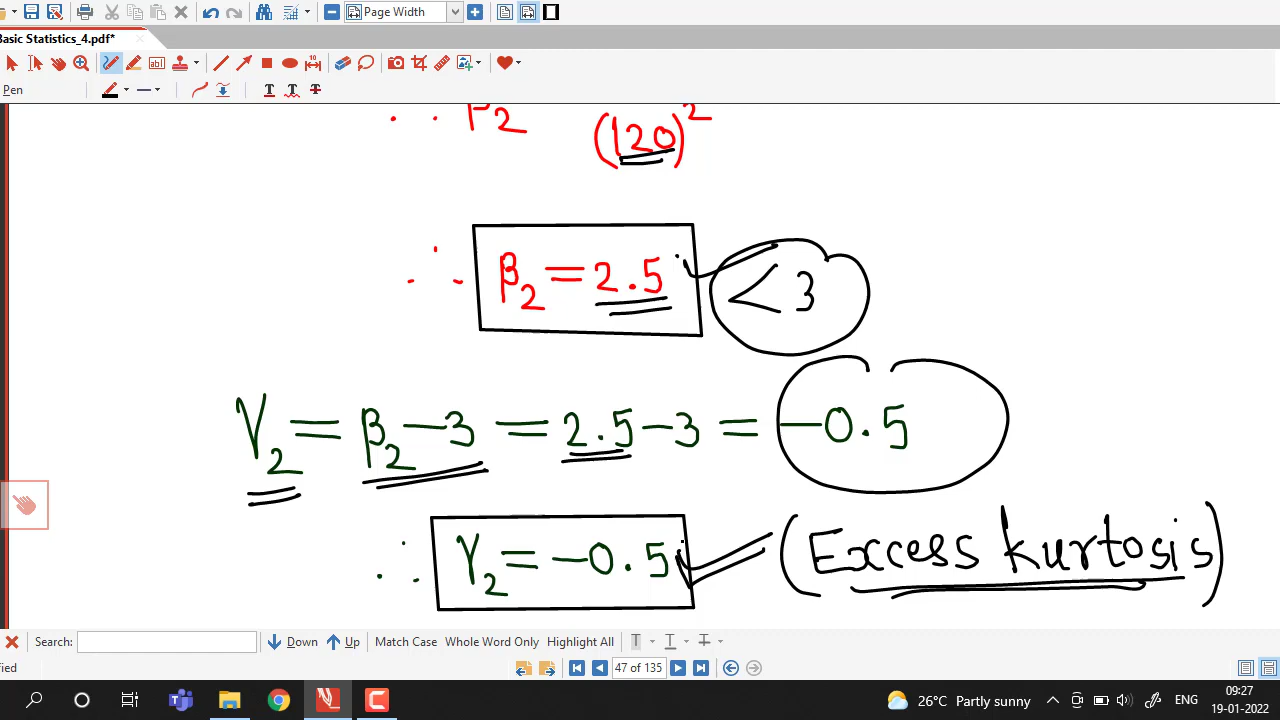 Page Width
Basic Statistics_4.pdf*
Pen
∴ β₂
(120)²
∴ β₂ = 2.5 < 3
γ₂ = β₂ − 3 = 2.5 − 3 = −0.5
∴ γ₂ = −0.5 (Excess kurtosis)
Search: Down Up Match Case Whole Word Only Highlight All T T T
fied 47 of 135
26°C Partly sunny ENG 09:27
19-01-2022